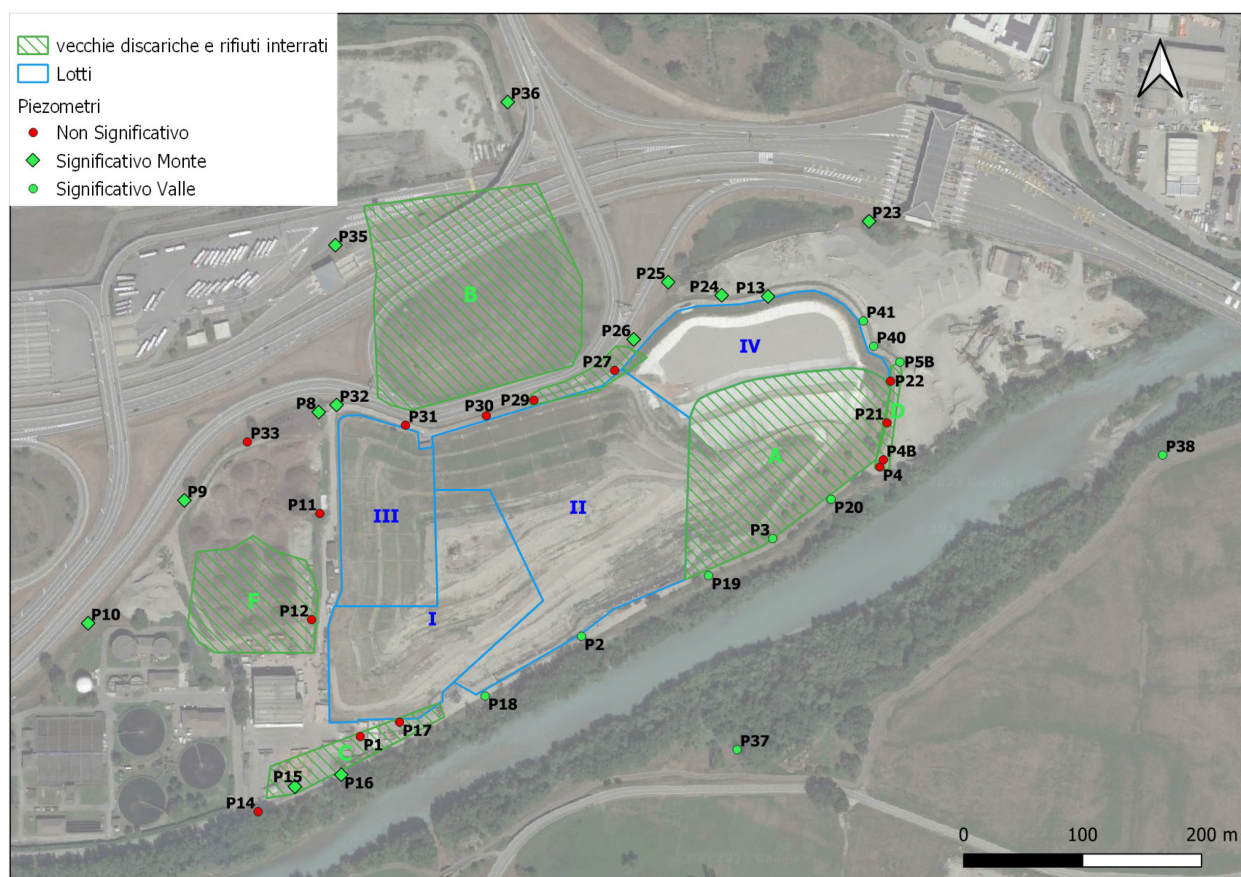 vecchie discariche e rifiuti interrati
Lotti
Piezometri
Non Significativo
Significativo Monte
Significativo Valle
P36
P23
P35
B
P25
P24
P13
P41
P26
IV
P40
P5B
P27
P22
P8
P32
P29
P30
P31
P21
D
P33
P4B
P38
A
P4
P9
P20
P11
III
II
P3
P19
F
P12
I
P10
P2
P18
P17
P1
C
P37
P15
P16
P14
0 100 200 m